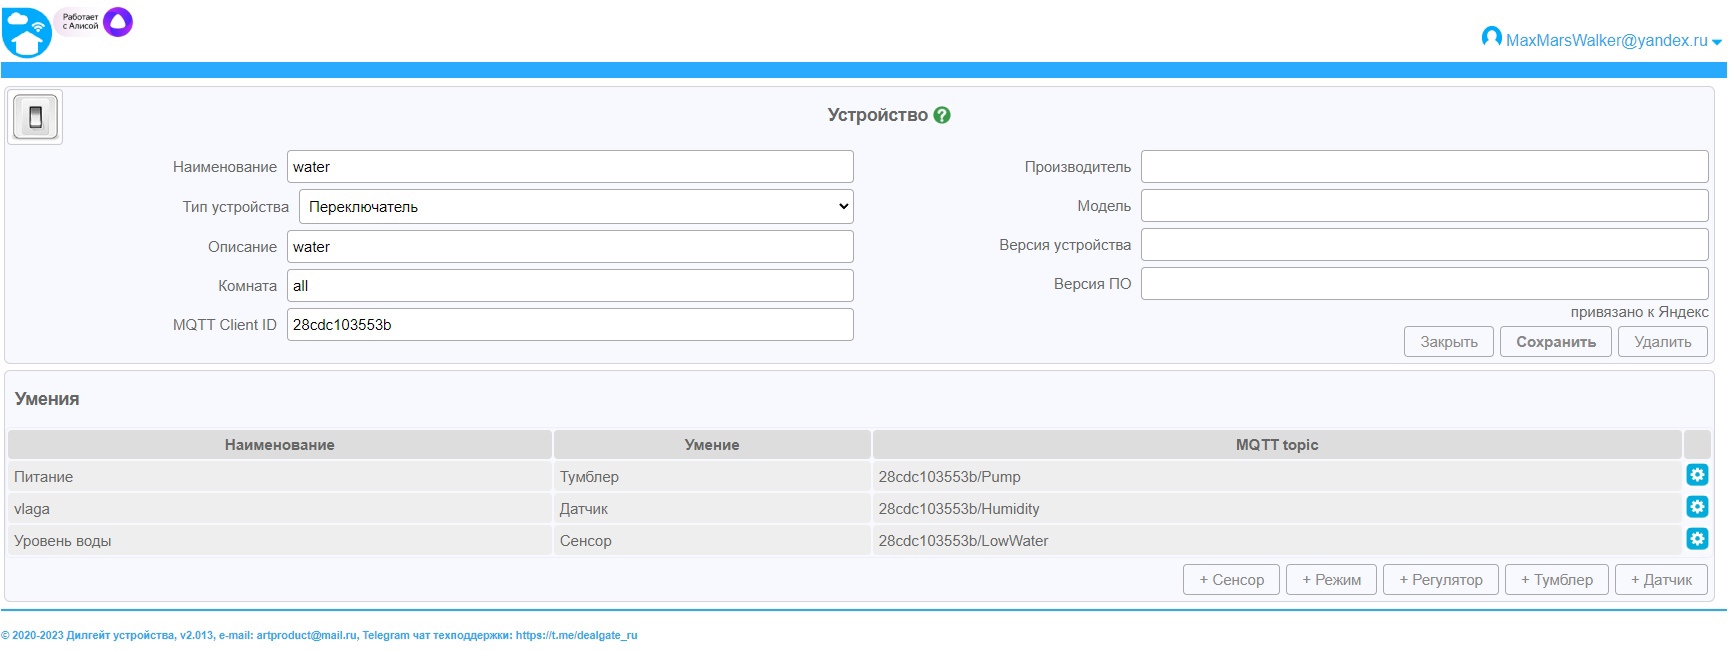 Работает
с Алисой
MaxMarsWalker@yandex.ru
Устройство ?
Наименование water
Производитель
Тип устройства Переключатель
Модель
Описание water
Версия устройства
Комната all
Версия ПО
MQTT Client ID 28cdc103553b
привязано к Яндекс
Закрыть Сохранить Удалить
Умения
Наименование Умение MQTT topic
Питание Тумблер 28cdc103553b/Pump
vlaga Датчик 28cdc103553b/Humidity
Уровень воды Сенсор 28cdc103553b/LowWater
+ Сенсор + Режим + Регулятор + Тумблер + Датчик
© 2020-2023 Дилгейт устройства, v2.013, e-mail: artproduct@mail.ru, Telegram чат техподдержки: https://t.me/dealgate_ru